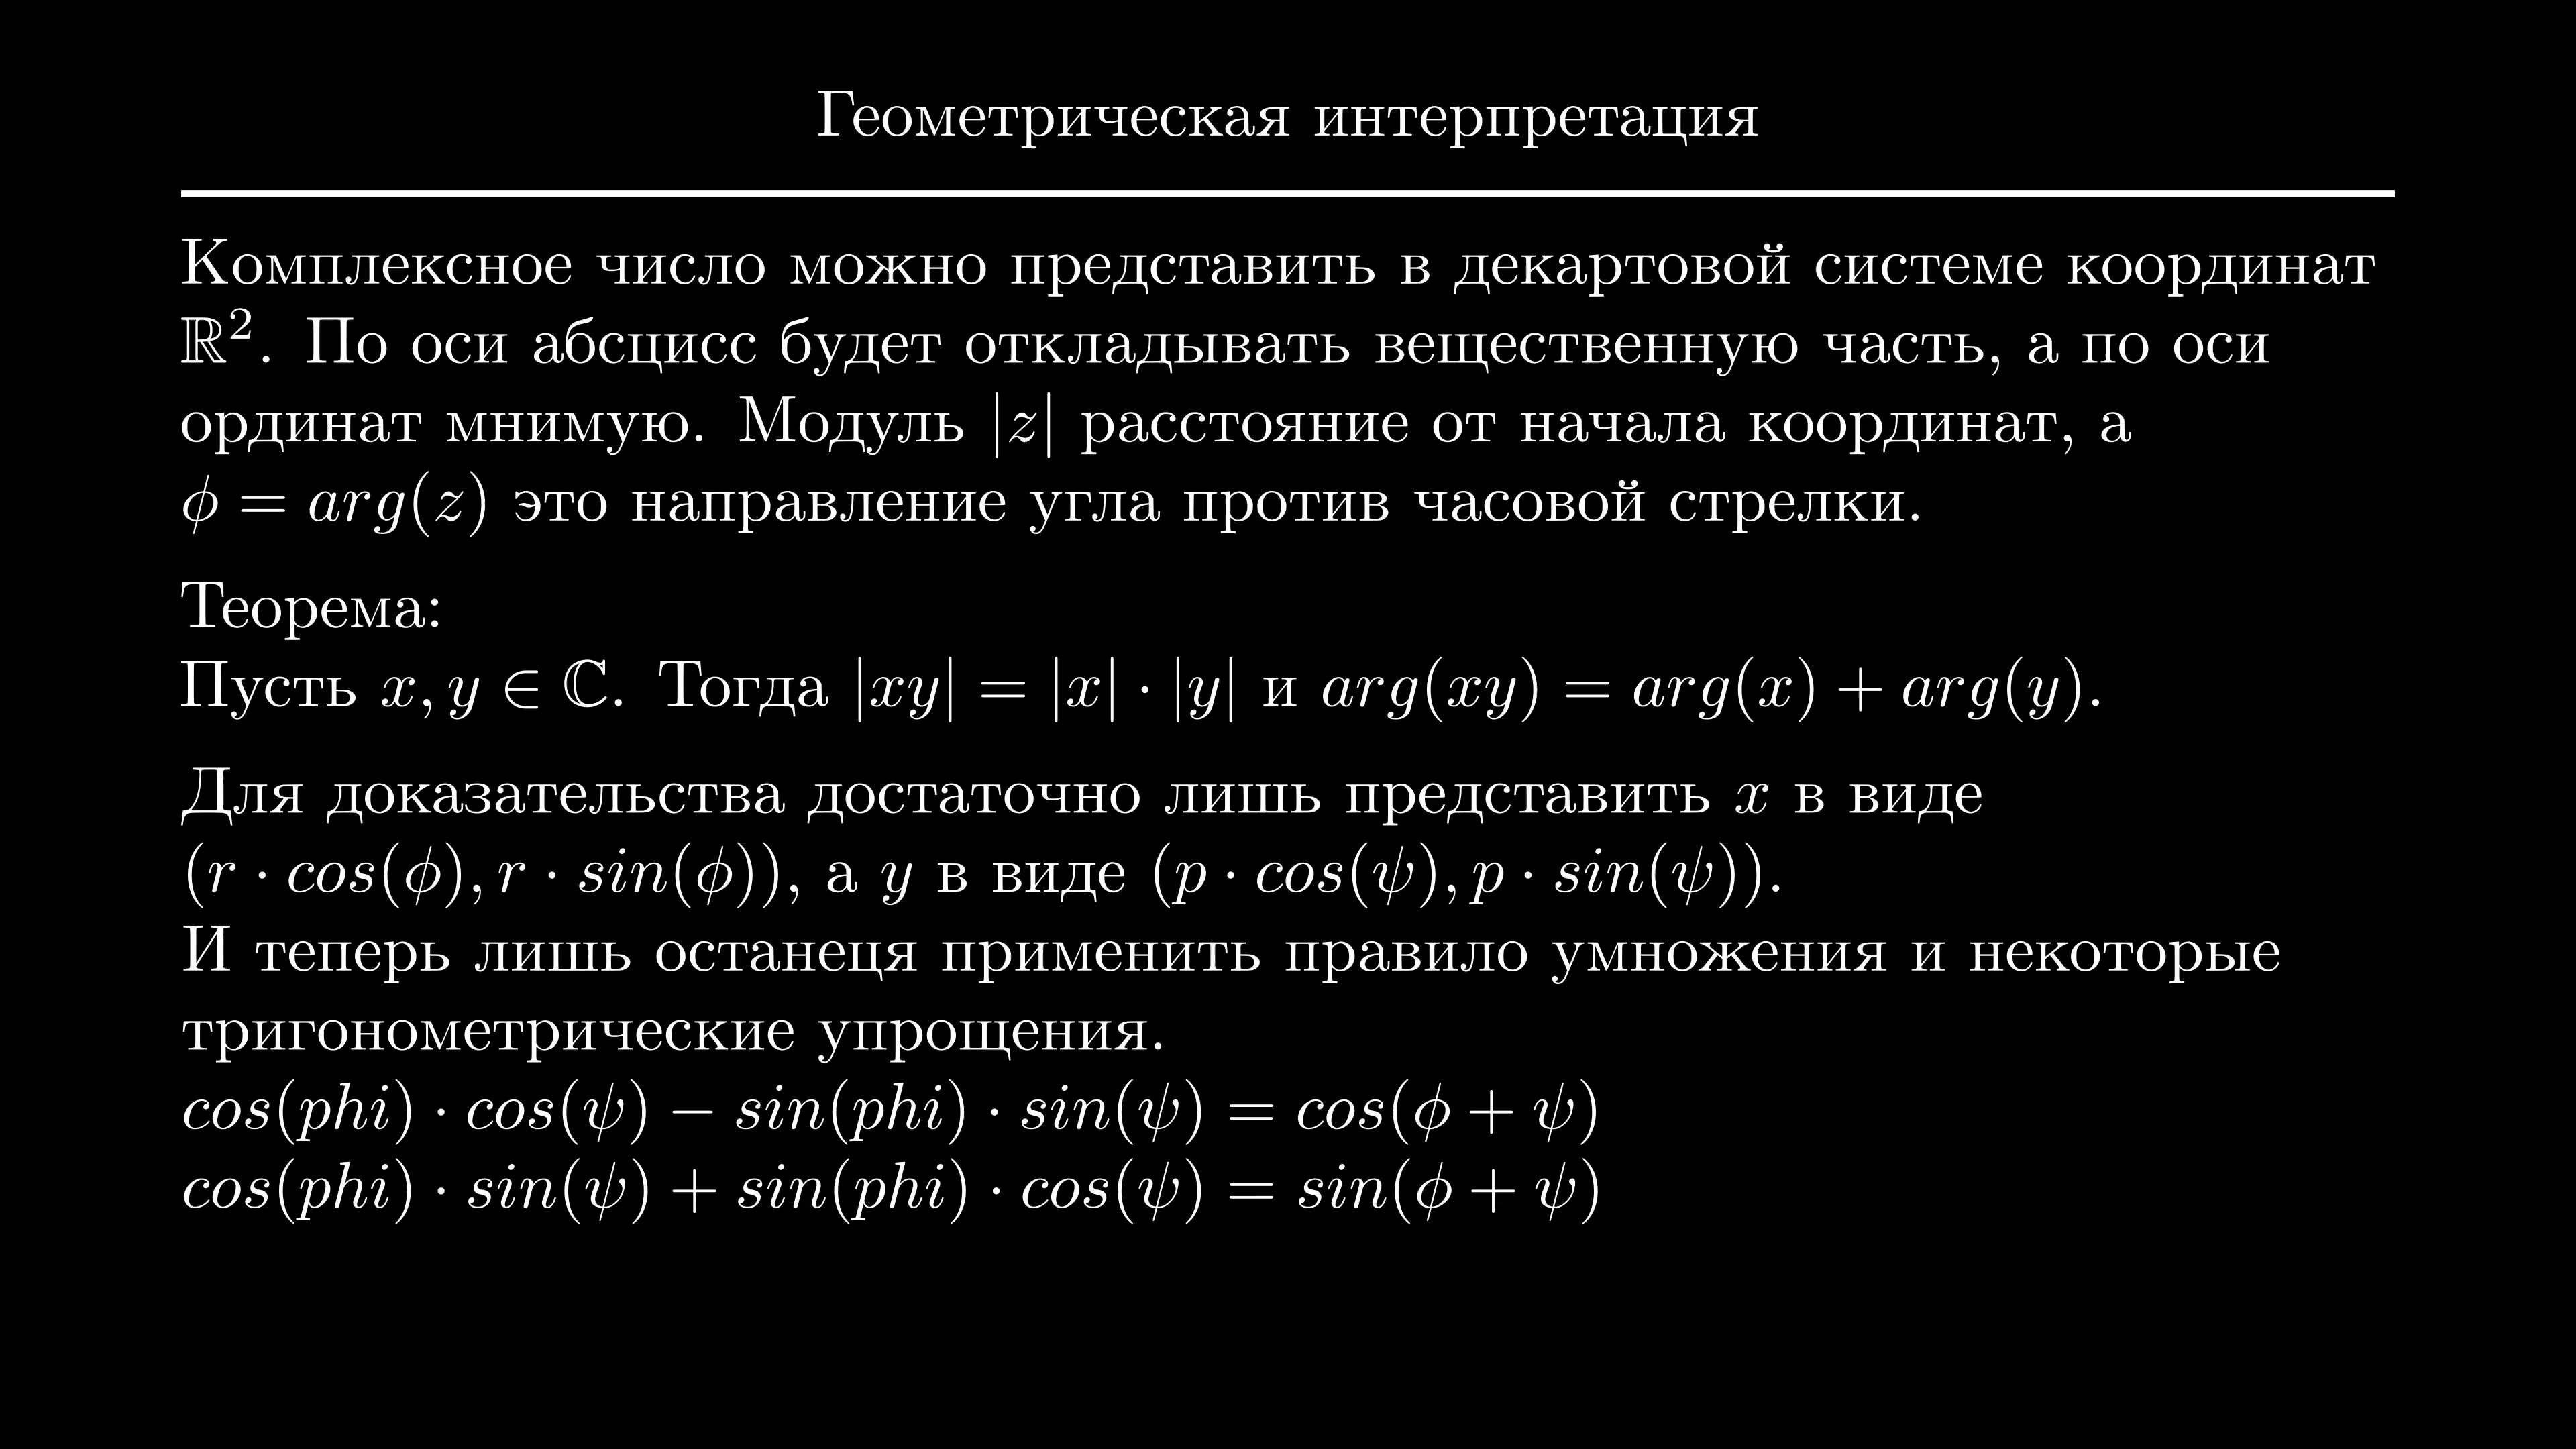 Геометрическая интерпретация
Комплексное число можно представить в декартовой системе координат
ℝ². По оси абсцисс будет откладывать вещественную часть, а по оси
ординат мнимую. Модуль |z| расстояние от начала координат, а
ϕ = arg(z) это направление угла против часовой стрелки.
Теорема:
Пусть x, y ∈ ℂ. Тогда |xy| = |x| · |y| и arg(xy) = arg(x) + arg(y).
Для доказательства достаточно лишь представить x в виде
(r · cos(ϕ), r · sin(ϕ)), а y в виде (p · cos(ψ), p · sin(ψ)).
И теперь лишь останеця применить правило умножения и некоторые
тригонометрические упрощения.
cos(phi) · cos(ψ) − sin(phi) · sin(ψ) = cos(ϕ + ψ)
cos(phi) · sin(ψ) + sin(phi) · cos(ψ) = sin(ϕ + ψ)